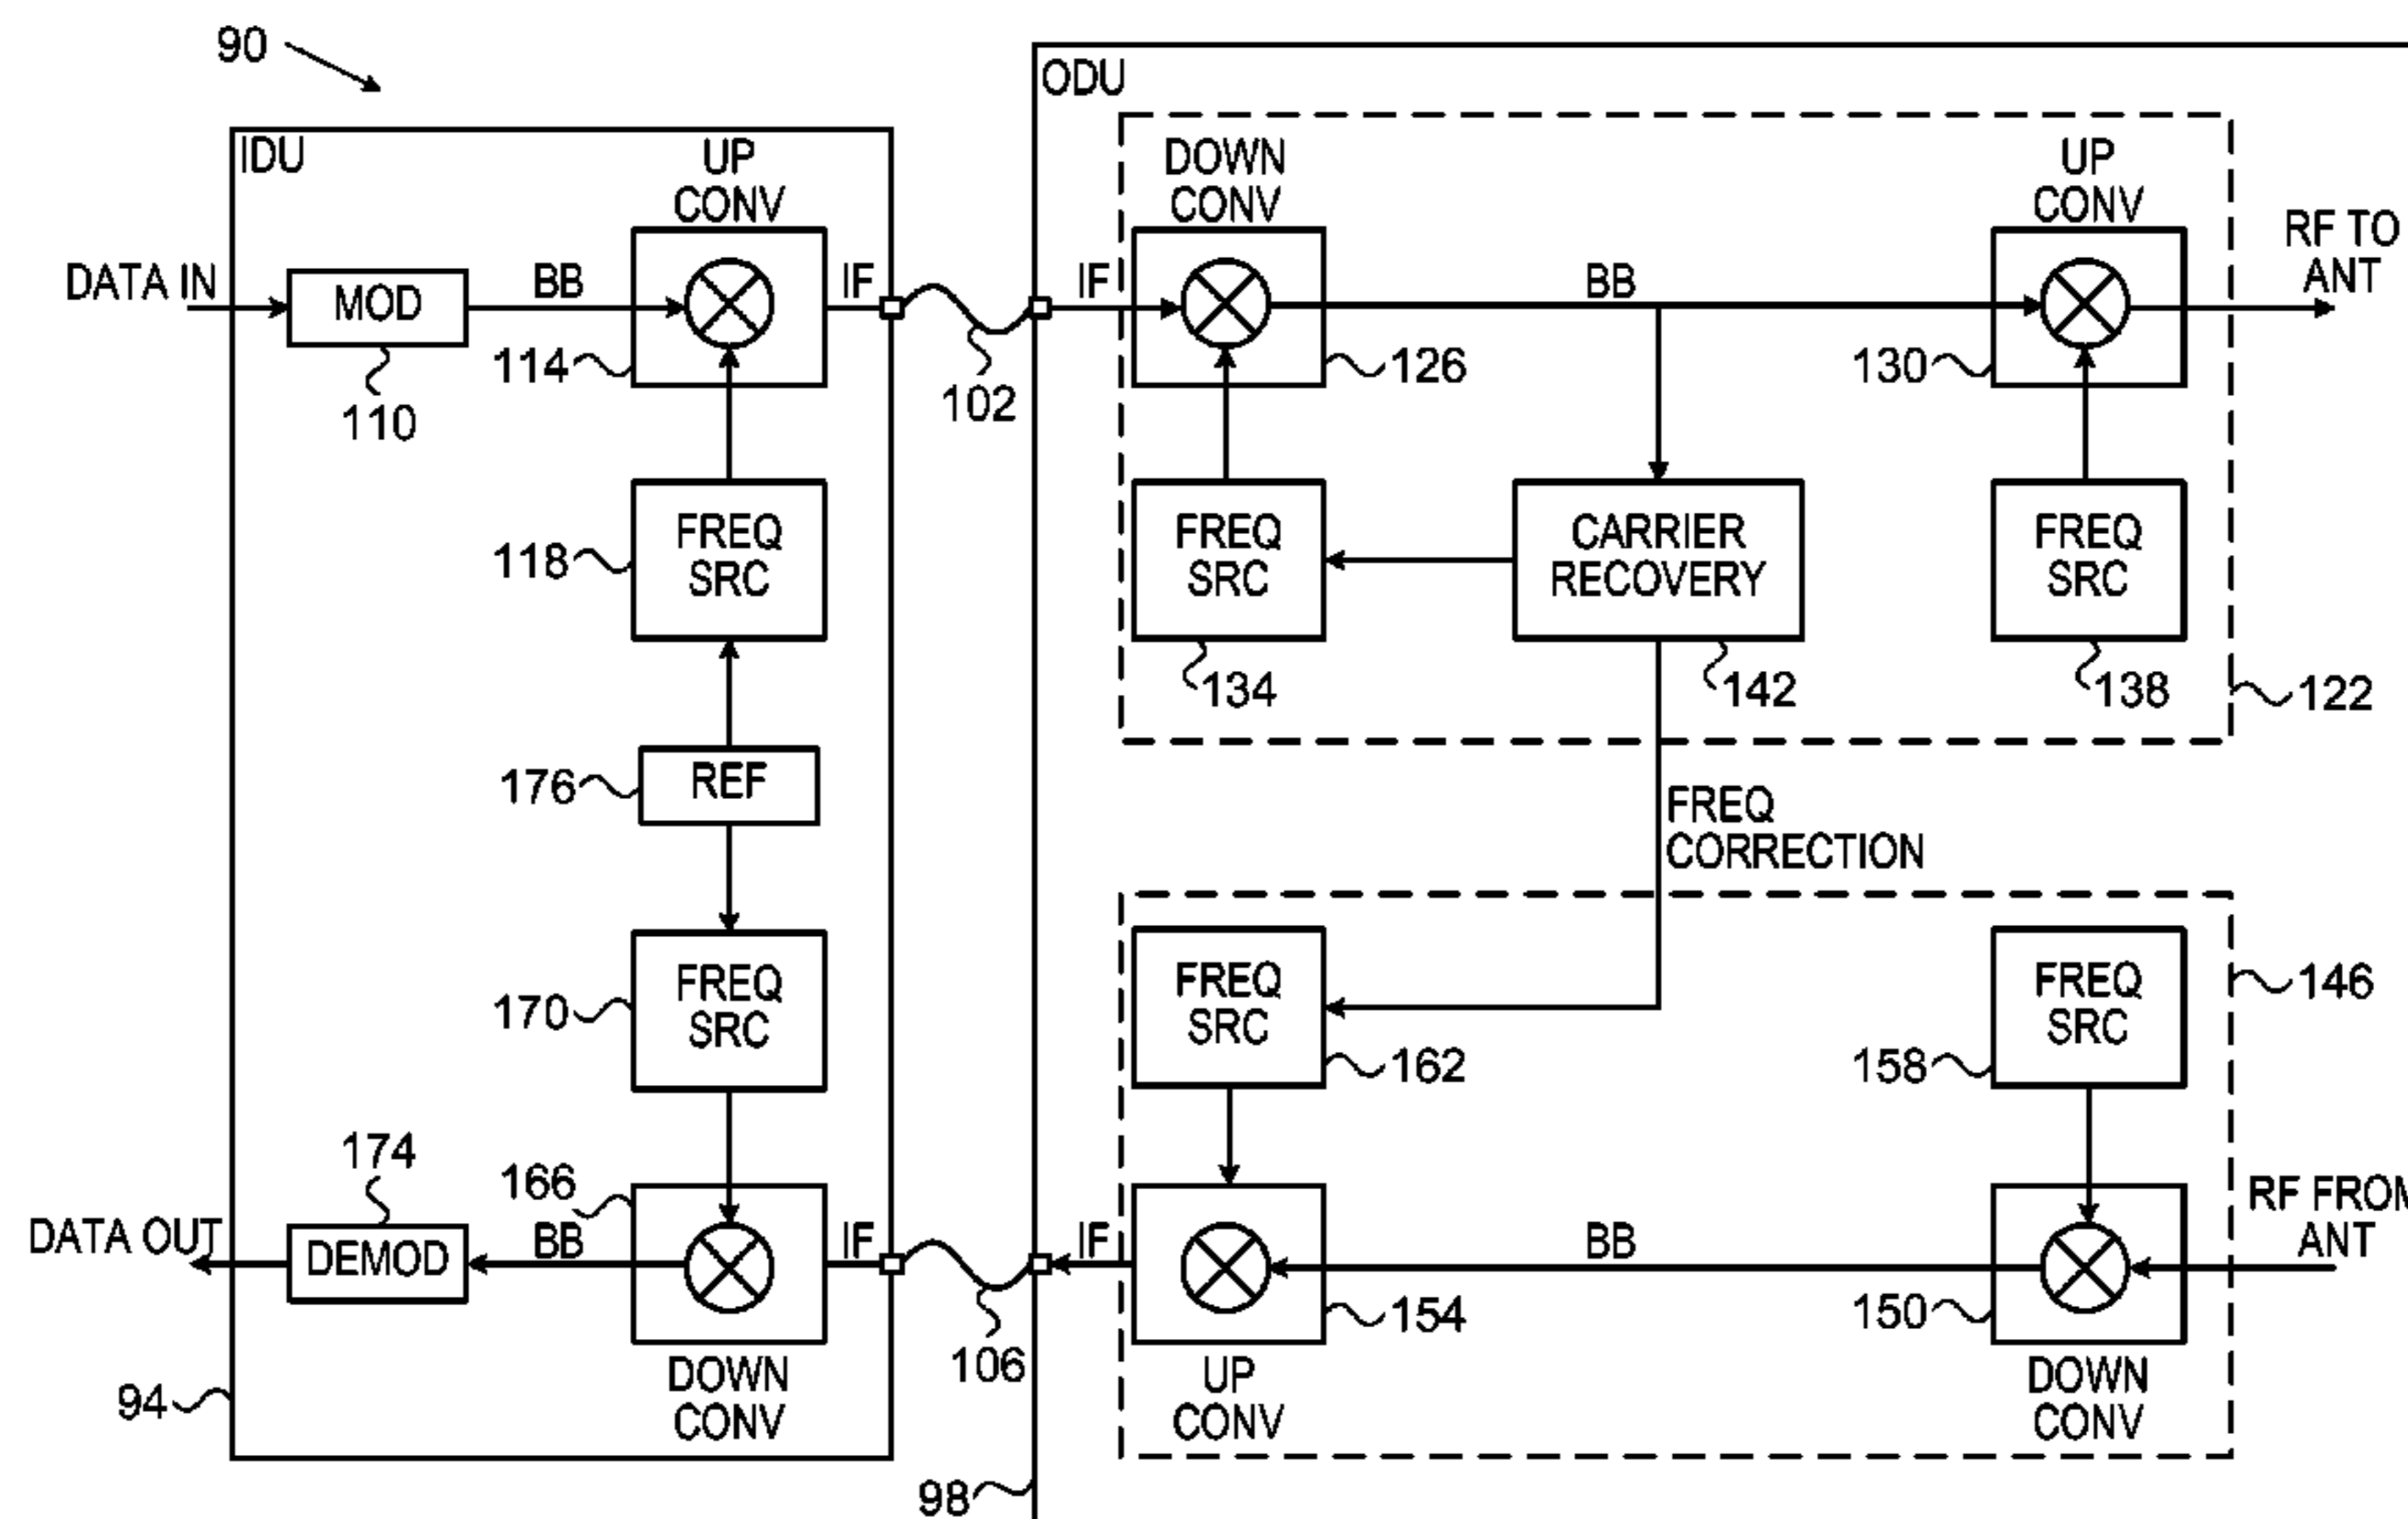 90
ODU
IDU
UP
CONV
DOWN
CONV
UP
CONV
DATA IN
MOD
BB
IF
IF
BB
RF TO
ANT
110
114
102
126
130
118
FREQ
SRC
FREQ
SRC
CARRIER
RECOVERY
FREQ
SRC
134
142
138
122
176
REF
FREQ
CORRECTION
170
FREQ
SRC
FREQ
SRC
162
158
FREQ
SRC
146
174
166
DATA OUT
DEMOD
BB
IF
IF
BB
RF FROM
ANT
106
154
150
DOWN
CONV
UP
CONV
DOWN
CONV
94
98